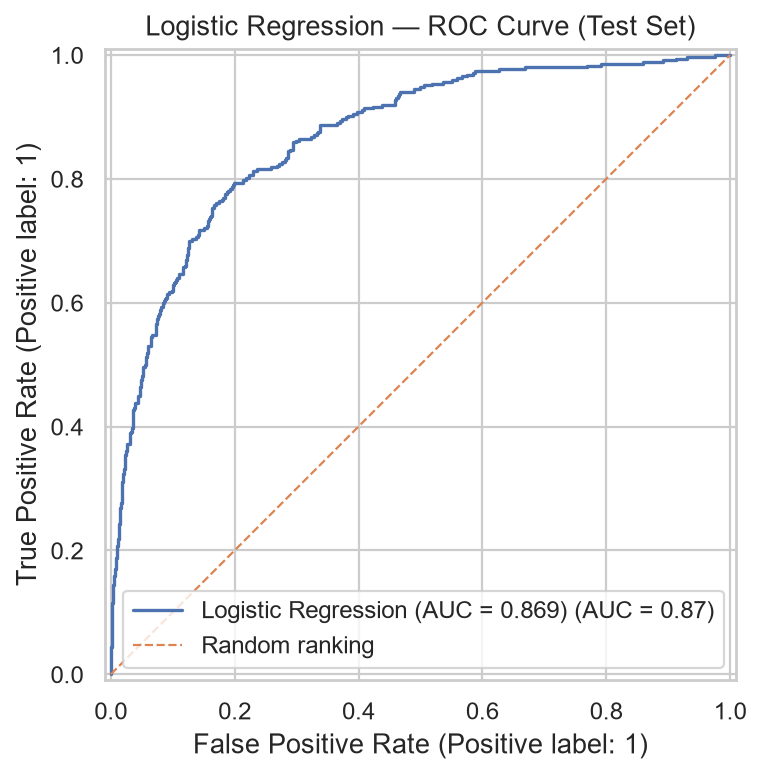 Logistic Regression — ROC Curve (Test Set)
True Positive Rate (Positive label: 1)
1.0
0.8
0.6
0.4
0.2
0.0
Logistic Regression (AUC = 0.869) (AUC = 0.87)
Random ranking
0.0 0.2 0.4 0.6 0.8 1.0
False Positive Rate (Positive label: 1)